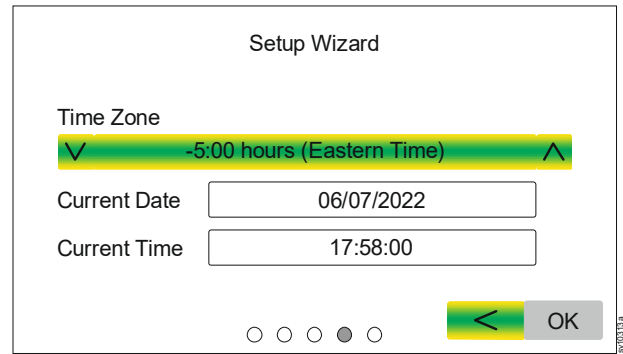 Setup Wizard
Time Zone
-5:00 hours (Eastern Time)
Current Date 06/07/2022
Current Time 17:58:00
< OK
sv10313a